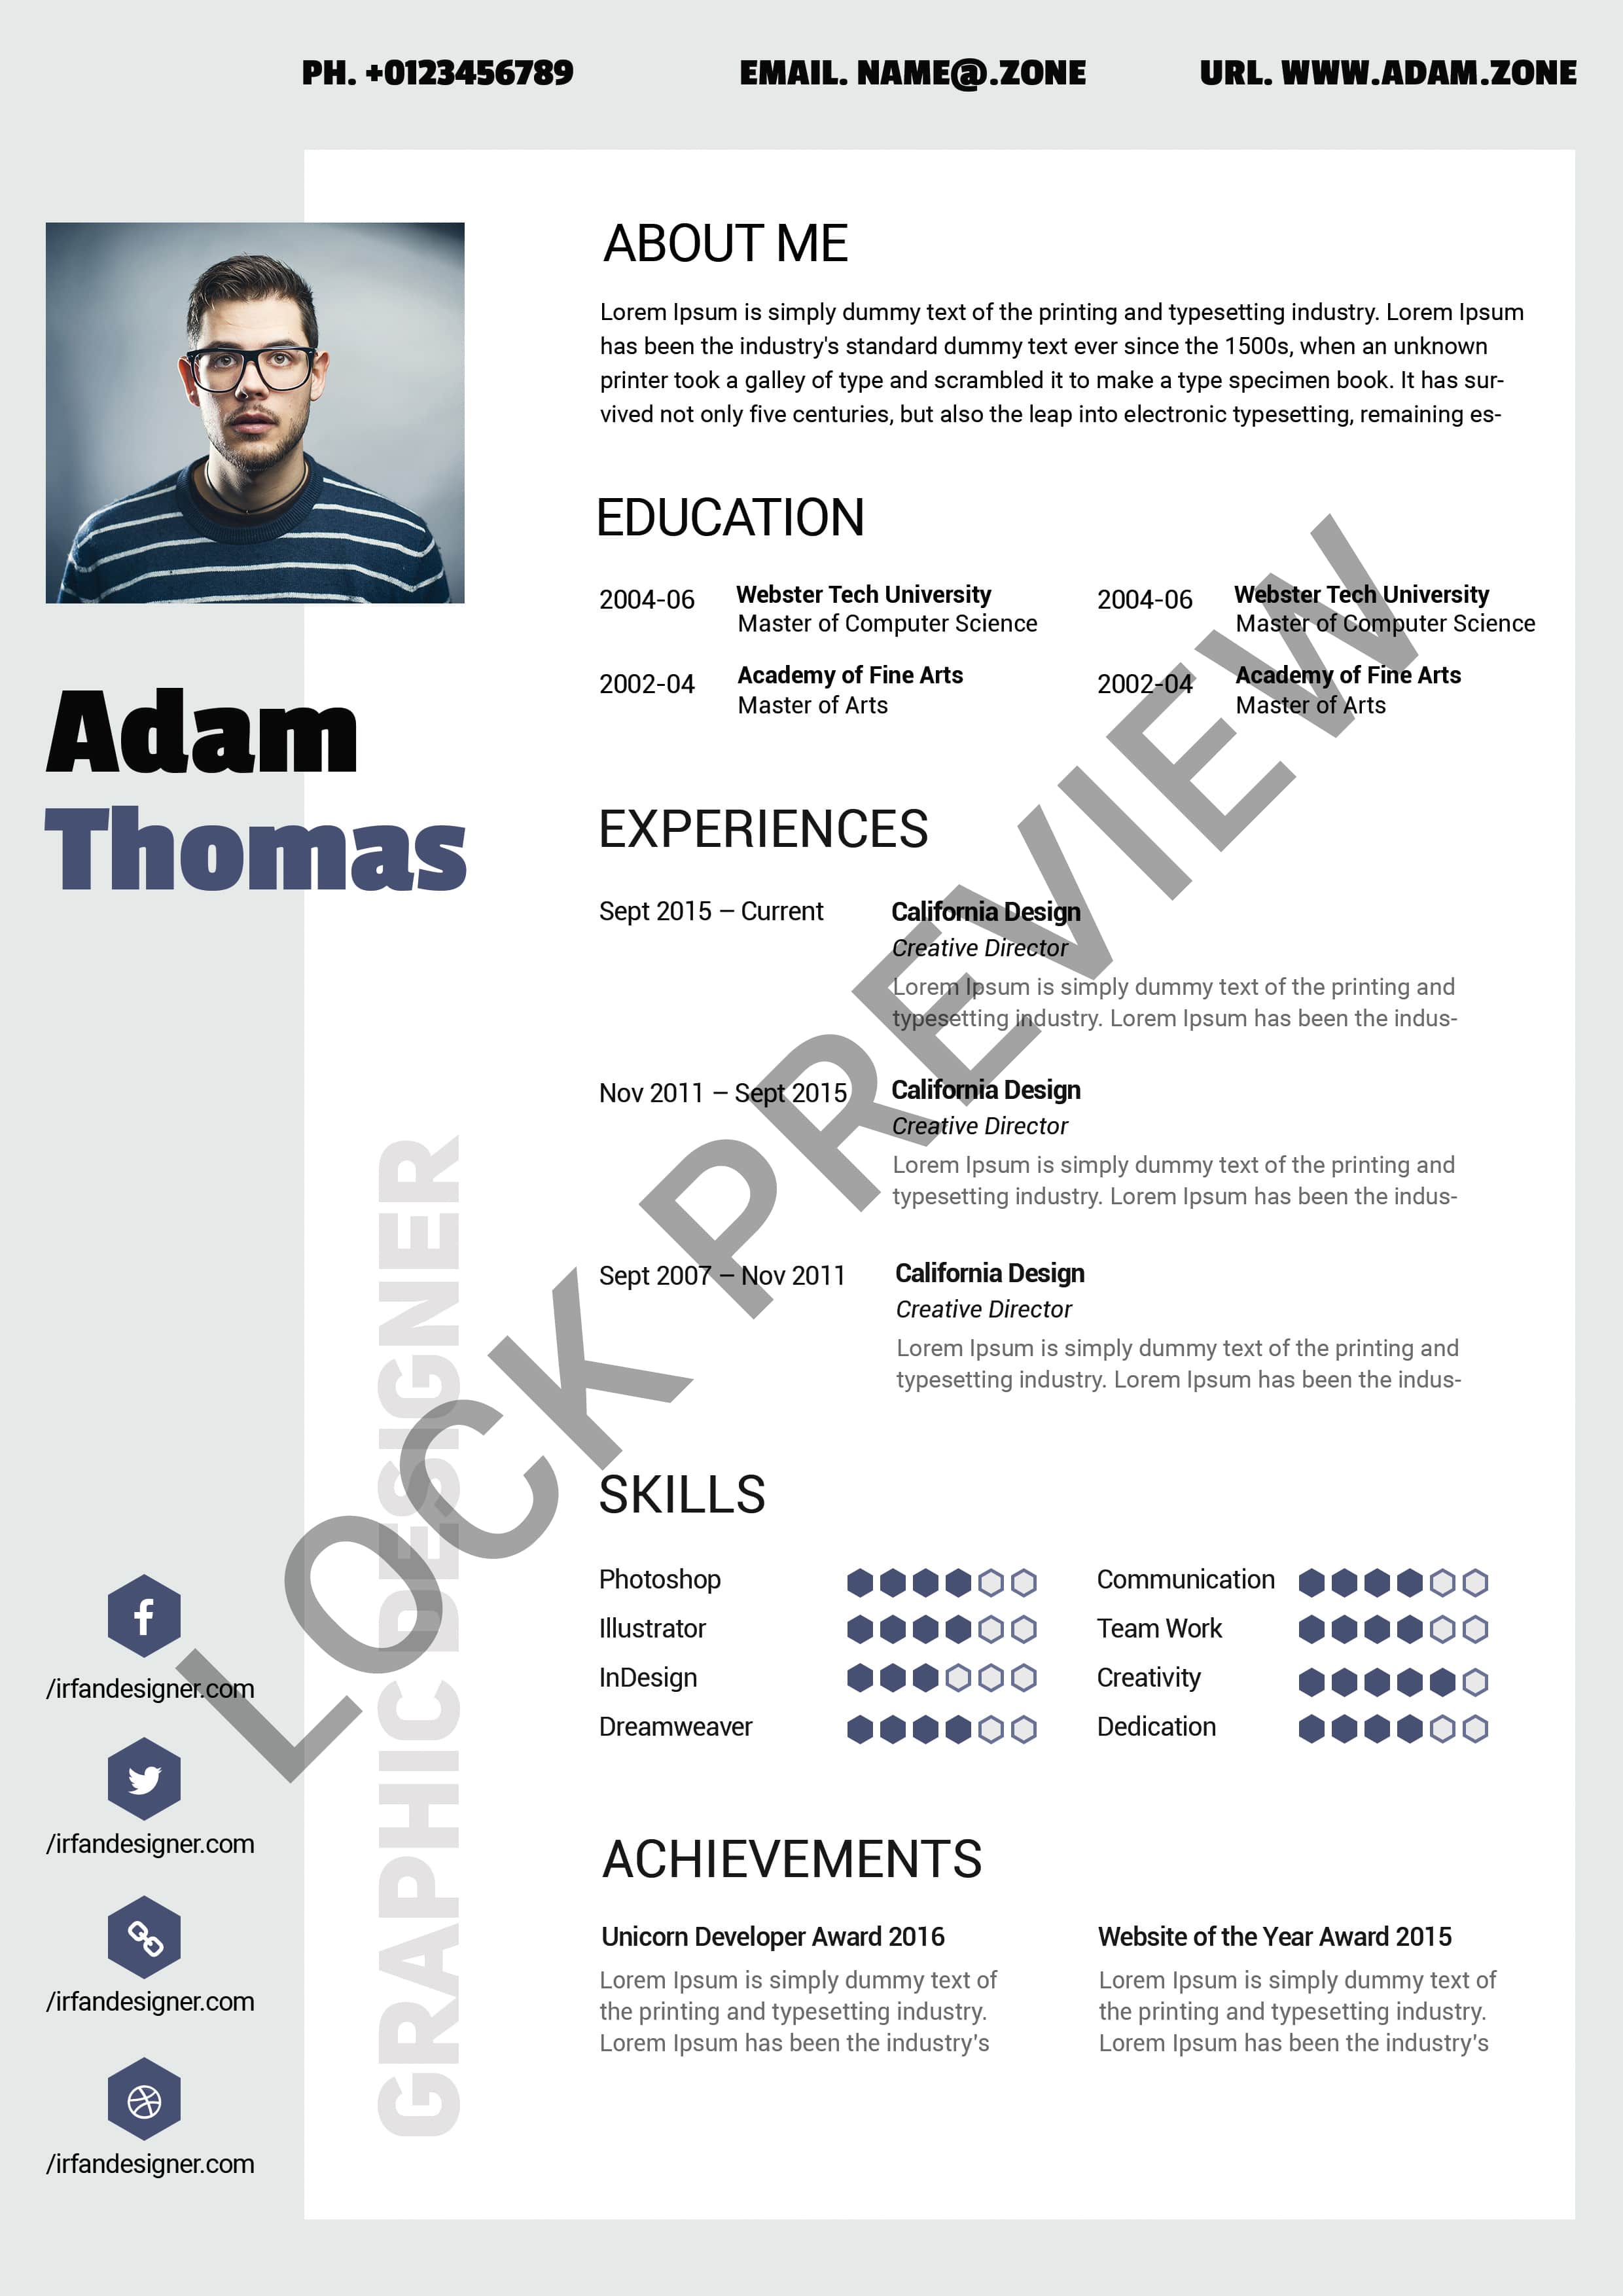 PH. +0123456789
EMAIL. NAME@.ZONE
URL. WWW.ADAM.ZONE
Adam
Thomas
GRAPHIC DESIGNER
/irfandesigner.com
/irfandesigner.com
/irfandesigner.com
/irfandesigner.com
ABOUT ME
Lorem Ipsum is simply dummy text of the printing and typesetting industry. Lorem Ipsum
has been the industry's standard dummy text ever since the 1500s, when an unknown
printer took a galley of type and scrambled it to make a type specimen book. It has sur-
vived not only five centuries, but also the leap into electronic typesetting, remaining es-
EDUCATION
2004-06
Webster Tech University
Master of Computer Science
2002-04
Academy of Fine Arts
Master of Arts
2004-06
Webster Tech University
Master of Computer Science
2002-04
Academy of Fine Arts
Master of Arts
EXPERIENCES
Sept 2015 – Current
California Design
Creative Director
Lorem Ipsum is simply dummy text of the printing and
typesetting industry. Lorem Ipsum has been the indus-
Nov 2011 – Sept 2015
California Design
Creative Director
Lorem Ipsum is simply dummy text of the printing and
typesetting industry. Lorem Ipsum has been the indus-
Sept 2007 – Nov 2011
California Design
Creative Director
Lorem Ipsum is simply dummy text of the printing and
typesetting industry. Lorem Ipsum has been the indus-
SKILLS
Photoshop
Illustrator
InDesign
Dreamweaver
Communication
Team Work
Creativity
Dedication
ACHIEVEMENTS
Unicorn Developer Award 2016
Lorem Ipsum is simply dummy text of
the printing and typesetting industry.
Lorem Ipsum has been the industry's
Website of the Year Award 2015
Lorem Ipsum is simply dummy text of
the printing and typesetting industry.
Lorem Ipsum has been the industry's
LOCK PREVIEW